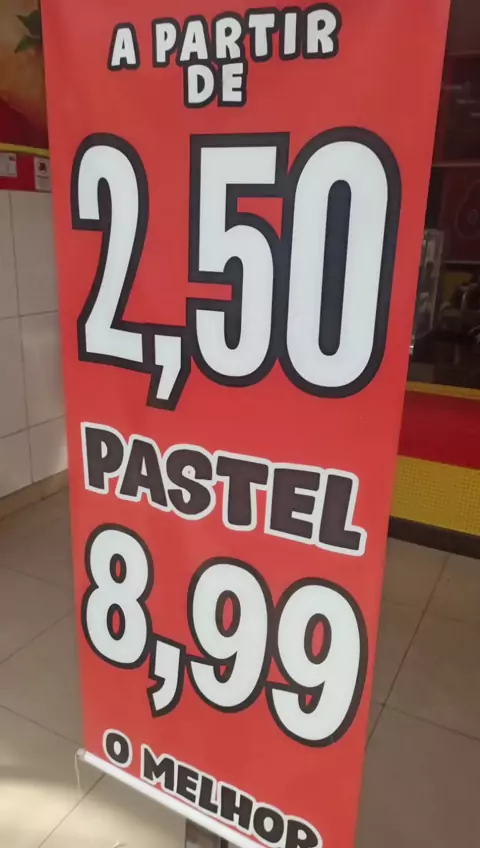 A PARTIR
DE
2,50
PASTEL
8,99
O MELHOR